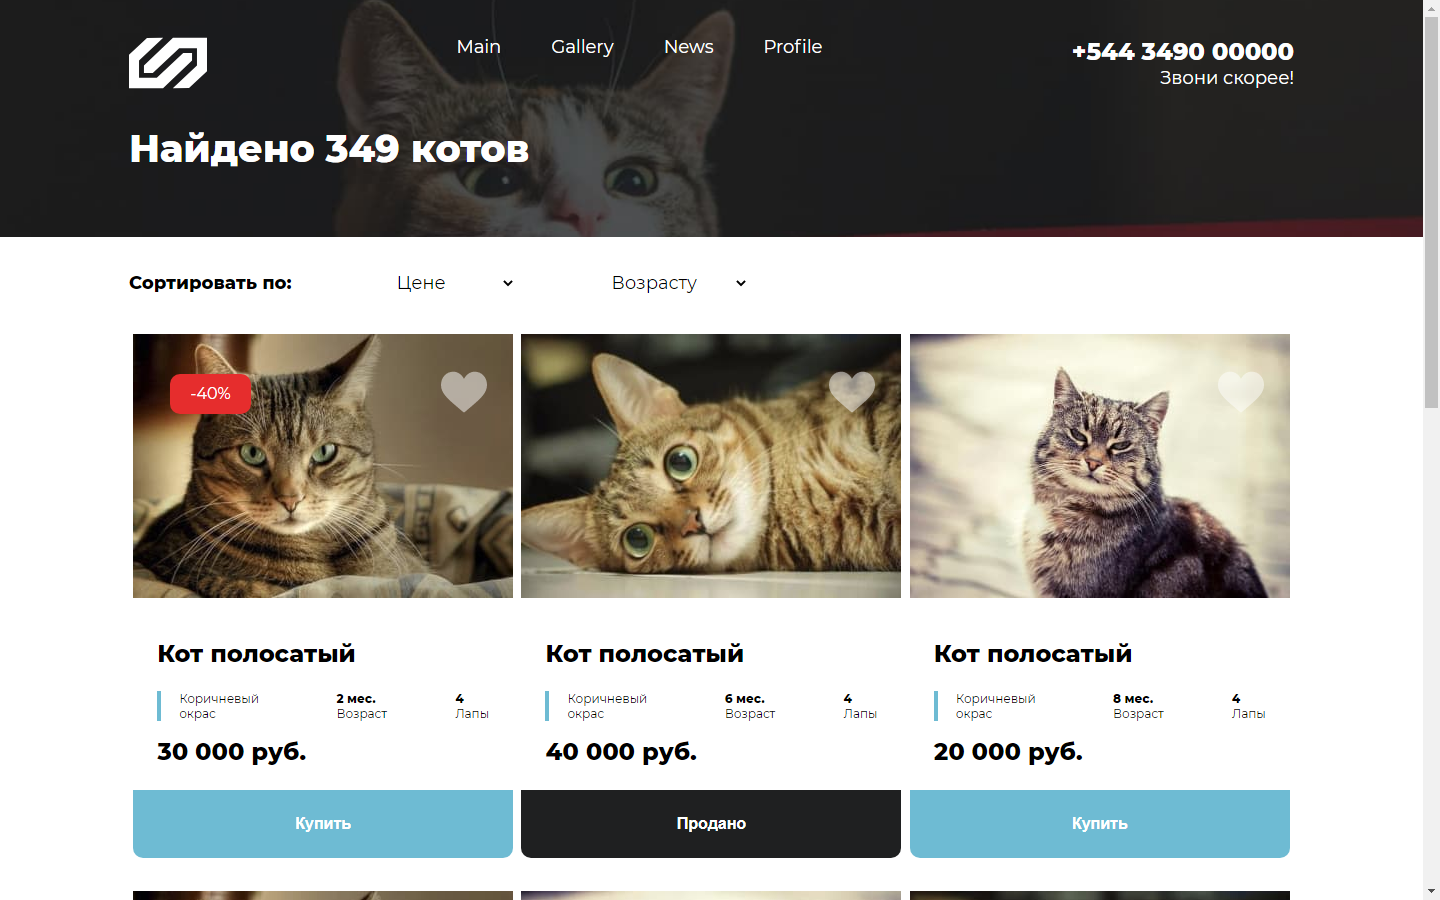 Main Gallery News Profile
+544 3490 00000
Звони скорее!
Найдено 349 котов
Сортировать по: Цене Возрасту
-40%
Кот полосатый
Коричневый окрас
2 мес.
Возраст
4
Лапы
30 000 руб.
Купить
Кот полосатый
Коричневый окрас
6 мес.
Возраст
4
Лапы
40 000 руб.
Продано
Кот полосатый
Коричневый окрас
8 мес.
Возраст
4
Лапы
20 000 руб.
Купить